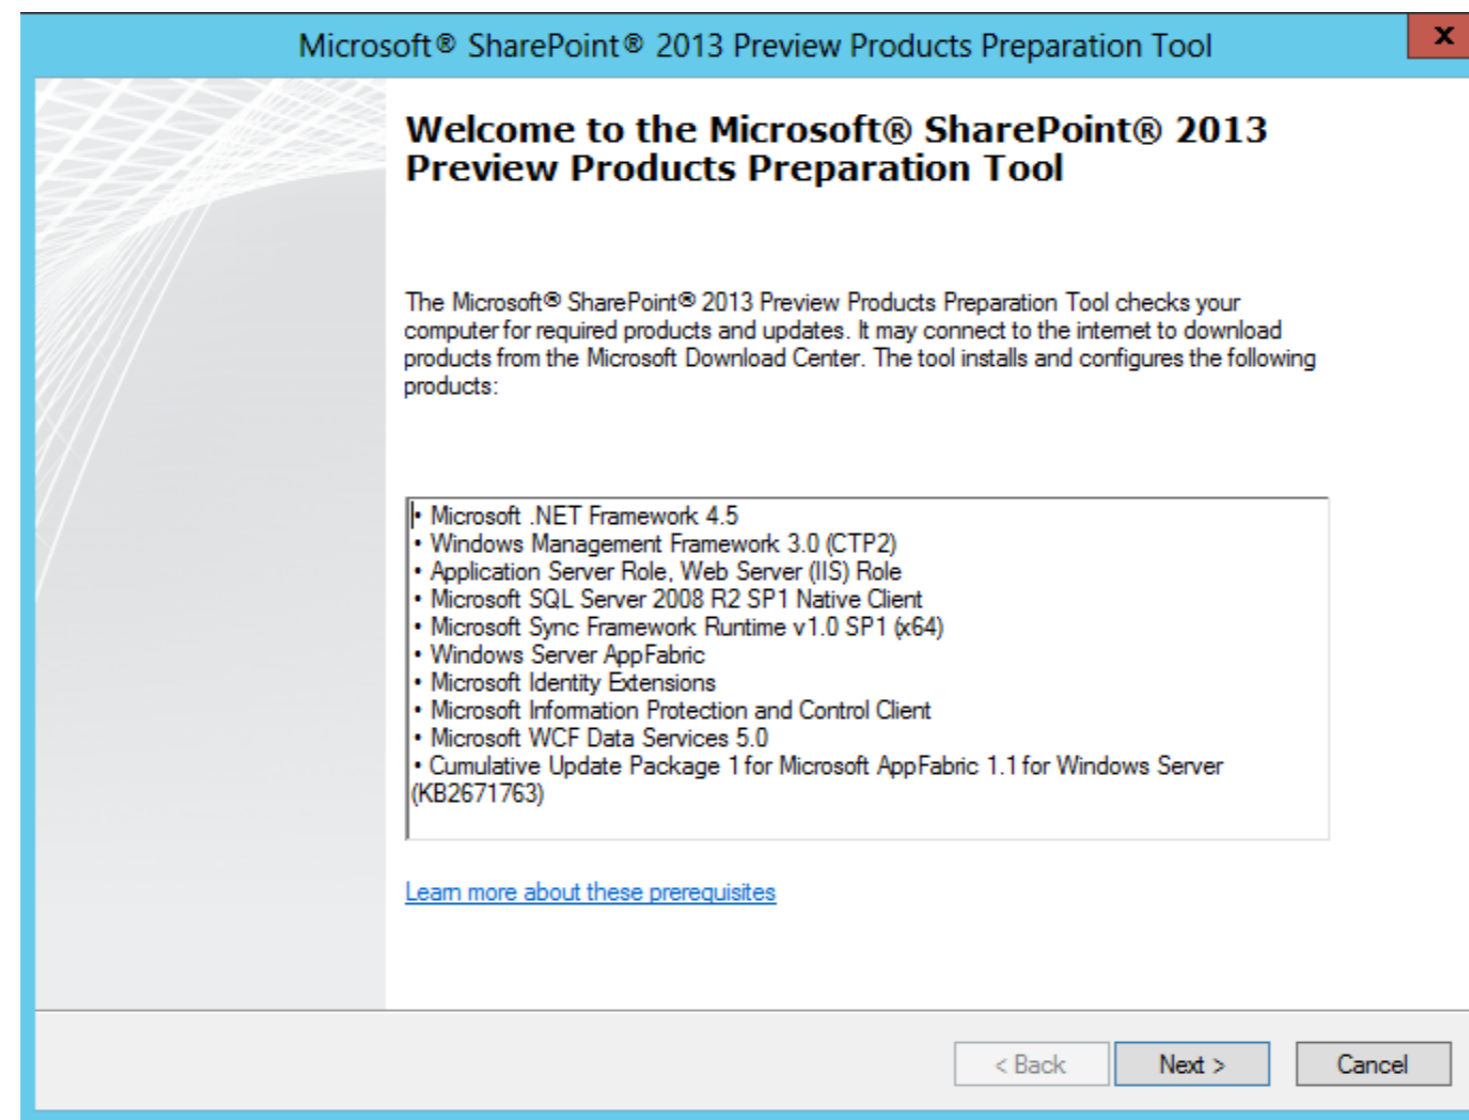 Microsoft® SharePoint® 2013 Preview Products Preparation Tool
x
Welcome to the Microsoft® SharePoint® 2013
Preview Products Preparation Tool
The Microsoft® SharePoint® 2013 Preview Products Preparation Tool checks your
computer for required products and updates. It may connect to the internet to download
products from the Microsoft Download Center. The tool installs and configures the following
products:
• Microsoft .NET Framework 4.5
• Windows Management Framework 3.0 (CTP2)
• Application Server Role, Web Server (IIS) Role
• Microsoft SQL Server 2008 R2 SP1 Native Client
• Microsoft Sync Framework Runtime v1.0 SP1 (x64)
• Windows Server AppFabric
• Microsoft Identity Extensions
• Microsoft Information Protection and Control Client
• Microsoft WCF Data Services 5.0
• Cumulative Update Package 1 for Microsoft AppFabric 1.1 for Windows Server
(KB2671763)
Learn more about these prerequisites
< Back Next > Cancel